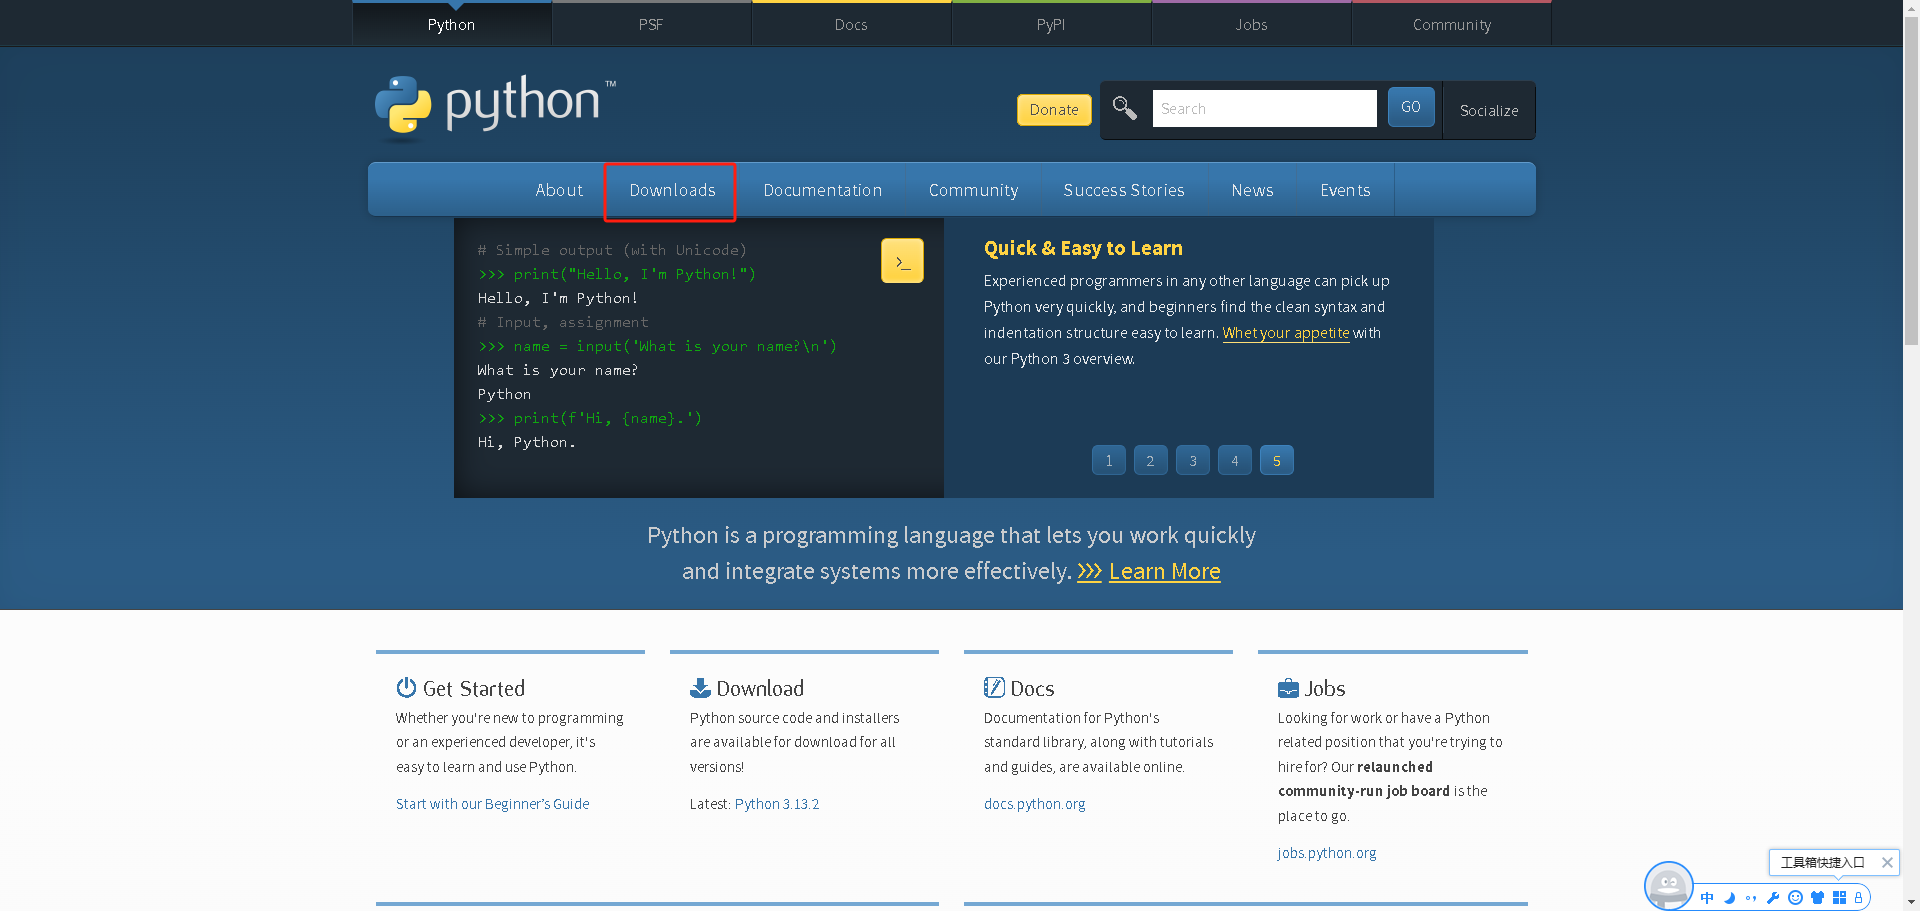 Python
PSF
Docs
PyPI
Jobs
Community
python™
Donate
Search
GO
Socialize
About
Downloads
Documentation
Community
Success Stories
News
Events
# Simple output (with Unicode)
>>> print("Hello, I'm Python!")
Hello, I'm Python!
# Input, assignment
>>> name = input('What is your name?\n')
What is your name?
Python
>>> print(f'Hi, {name}.')
Hi, Python.
>_
Quick & Easy to Learn
Experienced programmers in any other language can pick up
Python very quickly, and beginners find the clean syntax and
indentation structure easy to learn. Whet your appetite with
our Python 3 overview.
1
2
3
4
5
Python is a programming language that lets you work quickly
and integrate systems more effectively. >>> Learn More
Get Started
Whether you're new to programming
or an experienced developer, it's
easy to learn and use Python.
Start with our Beginner's Guide
Download
Python source code and installers
are available for download for all
versions!
Latest: Python 3.13.2
Docs
Documentation for Python's
standard library, along with tutorials
and guides, are available online.
docs.python.org
Jobs
Looking for work or have a Python
related position that you're trying to
hire for? Our relaunched
community-run job board is the
place to go.
jobs.python.org
工具箱快捷入口
中